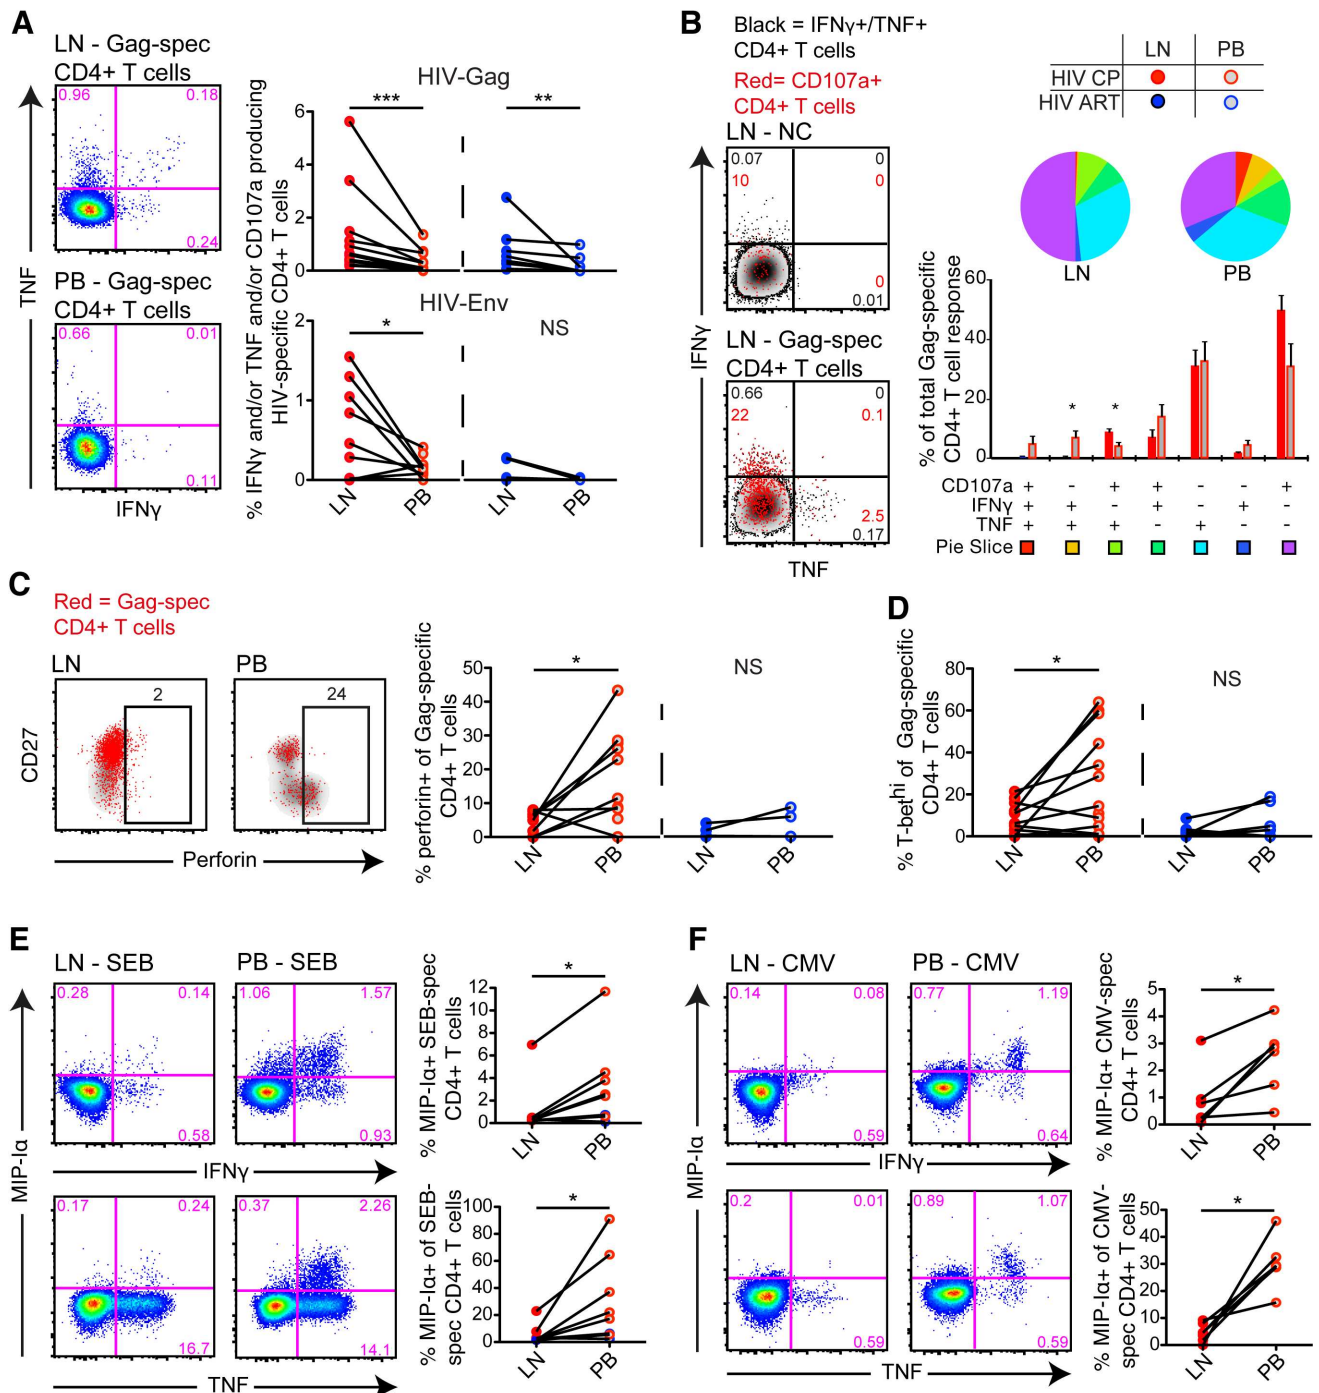 A
LN - Gag-spec
CD4+ T cells
0.96
0.18
0.24
TNF
PB - Gag-spec
CD4+ T cells
0.66
0.01
0.11
IFNγ
% IFNγ and/or TNF and/or CD107a producing
HIV-specific CD4+ T cells
HIV-Gag
***
**
6
4
2
0
HIV-Env
*
NS
2
1
0
LN
PB
LN
PB
B
Black = IFNγ+/TNF+
CD4+ T cells
Red= CD107a+
CD4+ T cells
LN - NC
0.07
10
0
0
0
0.01
IFNγ
LN - Gag-spec
CD4+ T cells
0.66
22
0
0.1
2.5
0.17
TNF
LN
PB
HIV CP
HIV ART
LN
PB
% of total Gag-specific
CD4+ T cell response
60
40
20
0
*
*
CD107a + - + + - - +
IFNγ + + - + - + -
TNF + + + - + - -
Pie Slice
C
Red = Gag-spec
CD4+ T cells
LN
PB
2
24
CD27
Perforin
% perforin+ of Gag-specific
CD4+ T cells
50
40
30
20
10
0
*
NS
LN
PB
LN
PB
D
% T-bethi of Gag-specific
CD4+ T cells
80
60
40
20
0
*
NS
LN
PB
LN
PB
E
LN - SEB
PB - SEB
0.28
0.14
0.58
1.06
1.57
0.93
MIP-Iα
IFNγ
0.17
0.24
16.7
0.37
2.26
14.1
TNF
% MIP-Iα+ SEB-spec
CD4+ T cells
12
10
8
6
4
2
0
*
LN
PB
% MIP-Iα+ of SEB-
spec CD4+ T cells
100
80
60
40
20
0
*
LN
PB
F
LN - CMV
PB - CMV
0.14
0.08
0.59
0.77
1.19
0.64
MIP-Iα
IFNγ
0.2
0.01
0.59
0.89
1.07
0.59
TNF
% MIP-Iα+ CMV-spec
CD4+ T cells
5
4
3
2
1
0
*
LN
PB
% MIP-Iα+ of CMV-
spec CD4+ T cells
50
40
30
20
10
0
*
LN
PB